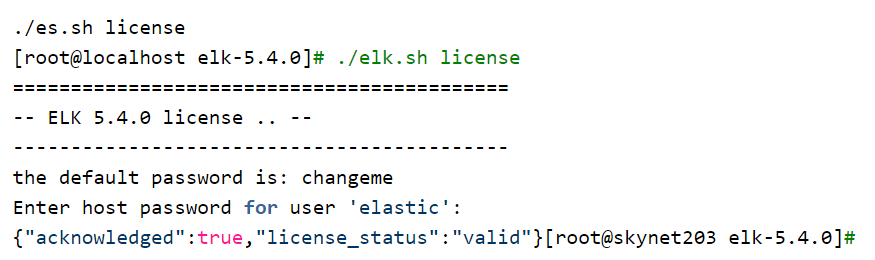 ./es.sh license
[root@localhost elk-5.4.0]# ./elk.sh license
==========================================
-- ELK 5.4.0 license .. --
------------------------------------------
the default password is: changeme
Enter host password for user 'elastic':
{"acknowledged":true,"license_status":"valid"}[root@skynet203 elk-5.4.0]#